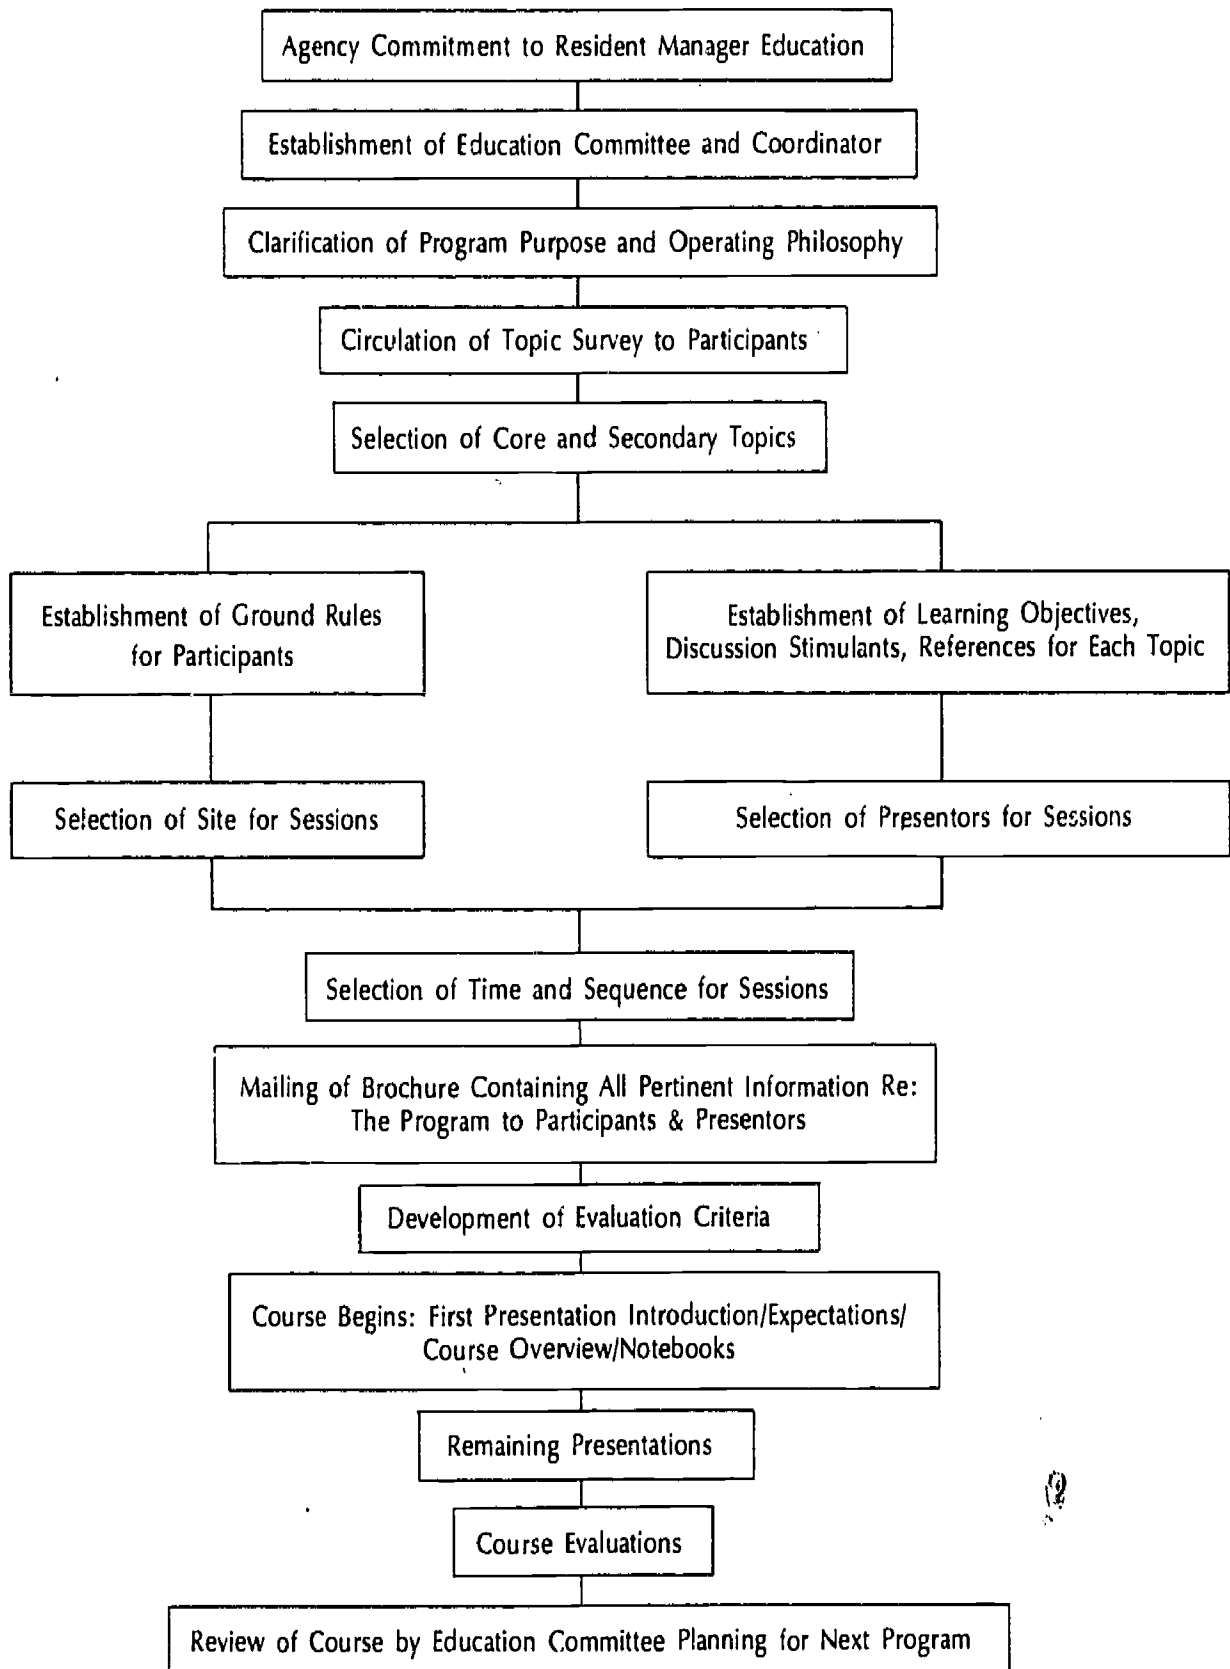 Agency Commitment to Resident Manager Education
Establishment of Education Committee and Coordinator
Clarification of Program Purpose and Operating Philosophy
Circulation of Topic Survey to Participants
Selection of Core and Secondary Topics
Establishment of Ground Rules
for Participants
Establishment of Learning Objectives,
Discussion Stimulants, References for Each Topic
Selection of Site for Sessions
Selection of Presentors for Sessions
Selection of Time and Sequence for Sessions
Mailing of Brochure Containing All Pertinent Information Re:
The Program to Participants & Presentors
Development of Evaluation Criteria
Course Begins: First Presentation Introduction/Expectations/
Course Overview/Notebooks
Remaining Presentations
Course Evaluations
Review of Course by Education Committee Planning for Next Program